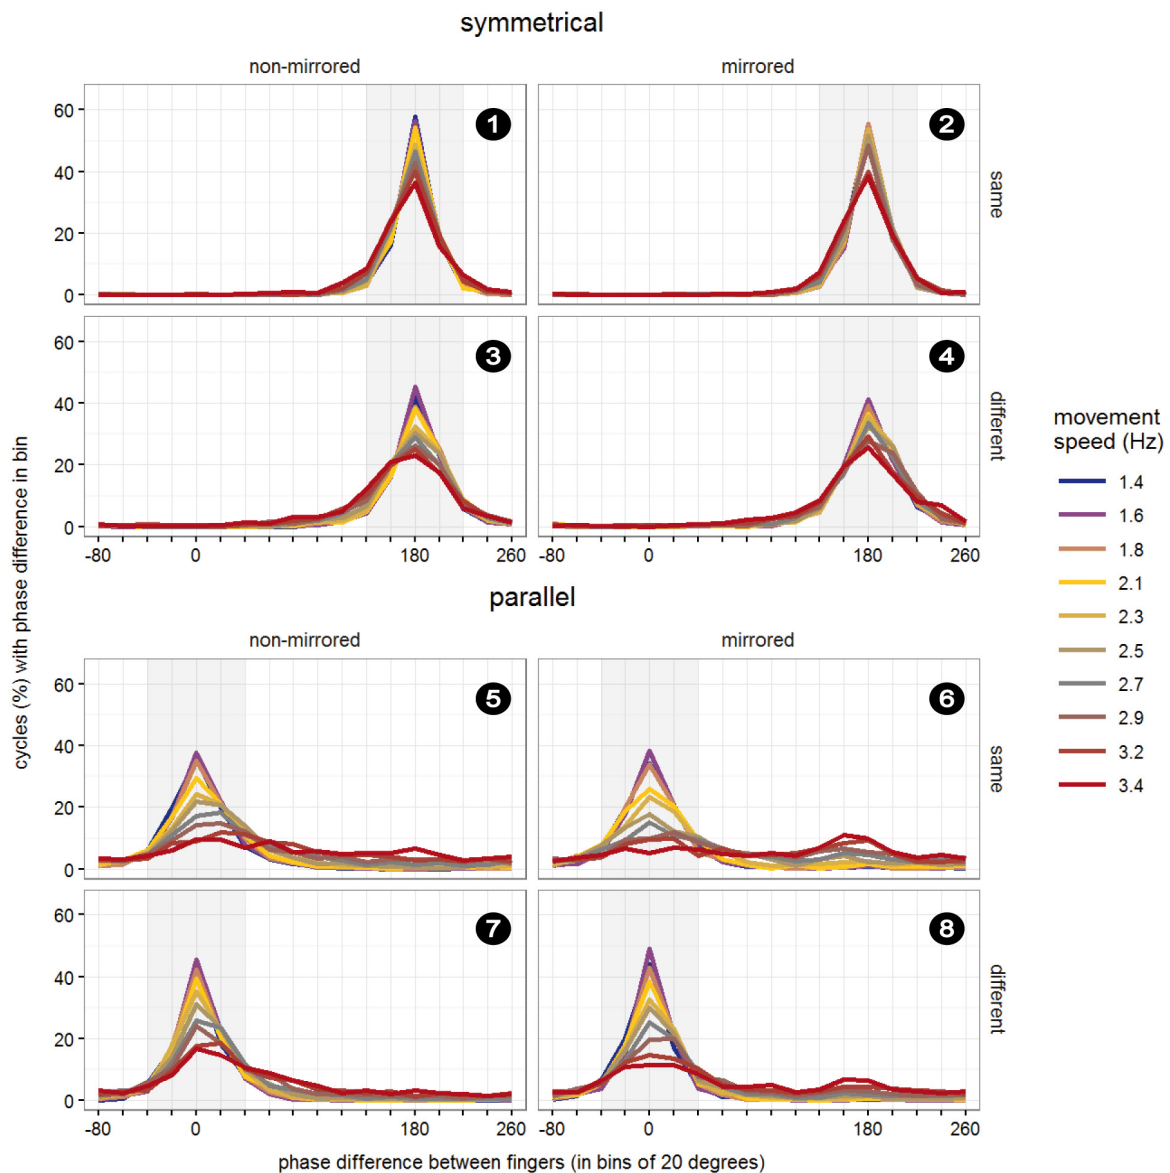 symmetrical
non-mirrored mirrored
60
40
20
0
1
2
same
60
40
20
0
3
4
different
-80 0 180 260 -80 0 180 260
parallel
non-mirrored mirrored
60
40
20
0
5
6
same
60
40
20
0
7
8
different
-80 0 180 260 -80 0 180 260
phase difference between fingers (in bins of 20 degrees)
cycles (%) with phase difference in bin
movement
speed (Hz)
1.4
1.6
1.8
2.1
2.3
2.5
2.7
2.9
3.2
3.4